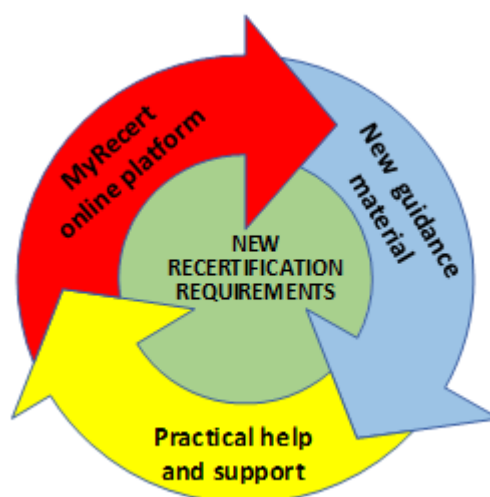 MyRecert
online platform
New guidance
material
NEW
RECERTIFICATION
REQUIREMENTS
Practical help
and support